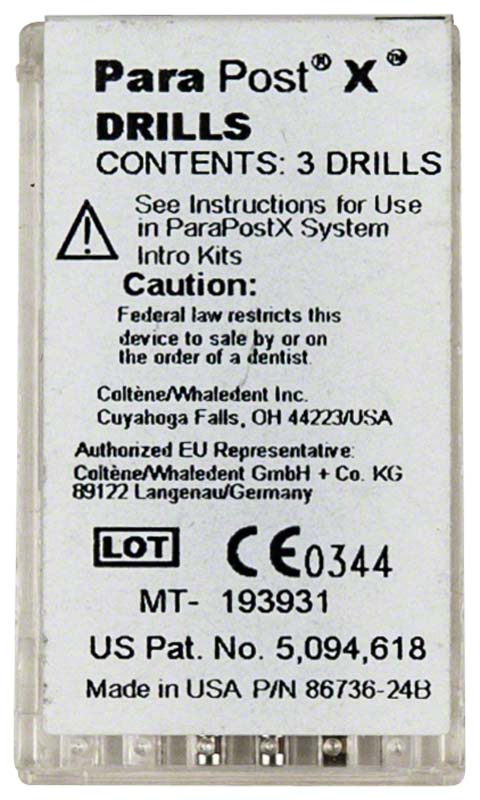 Para Post® X™
DRILLS
CONTENTS: 3 DRILLS
See Instructions for Use
in ParaPostX System
Intro Kits
Caution:
Federal law restricts this
device to sale by or on
the order of a dentist.
Coltène/Whaledent Inc.
Cuyahoga Falls, OH 44223/USA
Authorized EU Representative:
Coltène/Whaledent GmbH + Co. KG
89122 Langenau/Germany
LOT CE0344
MT- 193931
US Pat. No. 5,094,618
Made in USA P/N 86736-24B